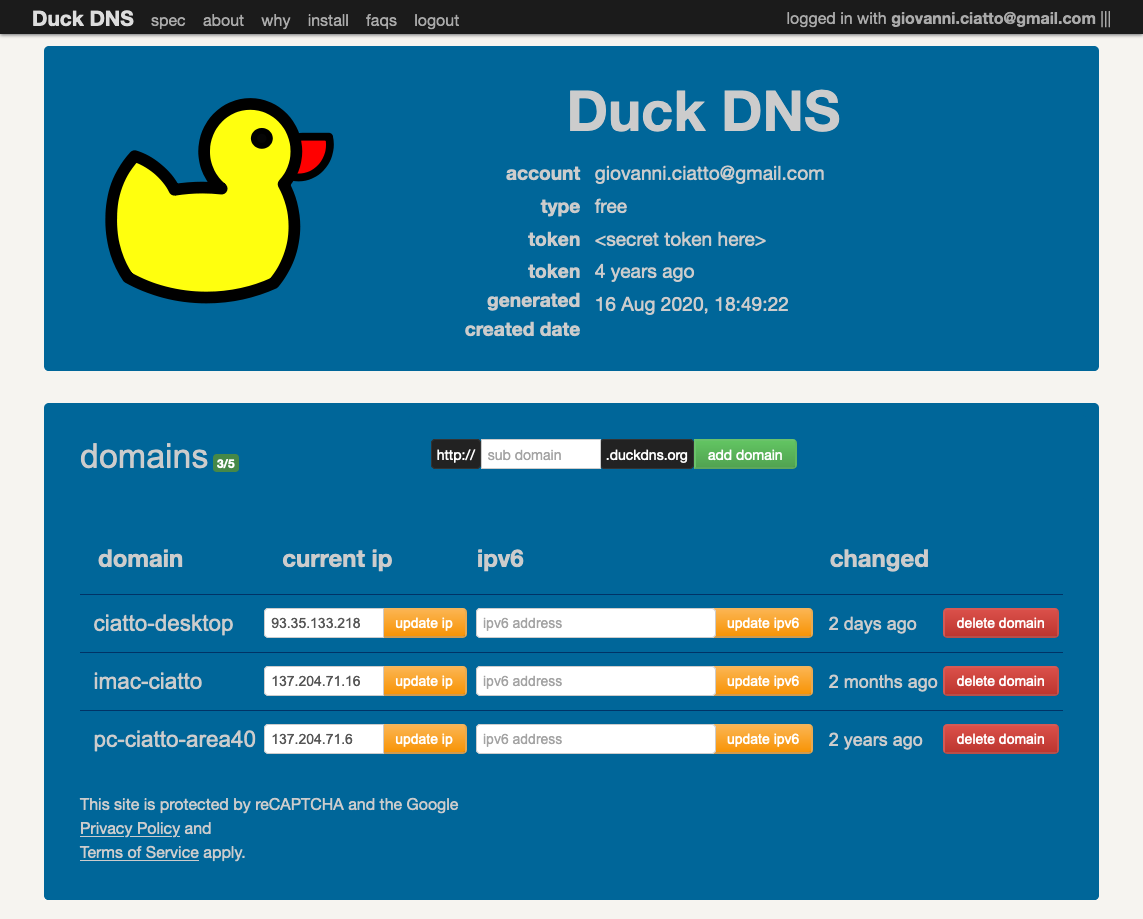 Duck DNS spec about why install faqs logout logged in with giovanni.ciatto@gmail.com |||
Duck DNS
account giovanni.ciatto@gmail.com
type free
token <secret token here>
token 4 years ago
generated 16 Aug 2020, 18:49:22
created date
domains 3/5 http:// sub domain .duckdns.org add domain
domain current ip ipv6 changed
ciatto-desktop 93.35.133.218 update ip ipv6 address update ipv6 2 days ago delete domain
imac-ciatto 137.204.71.16 update ip ipv6 address update ipv6 2 months ago delete domain
pc-ciatto-area40 137.204.71.6 update ip ipv6 address update ipv6 2 years ago delete domain
This site is protected by reCAPTCHA and the Google
Privacy Policy and
Terms of Service apply.